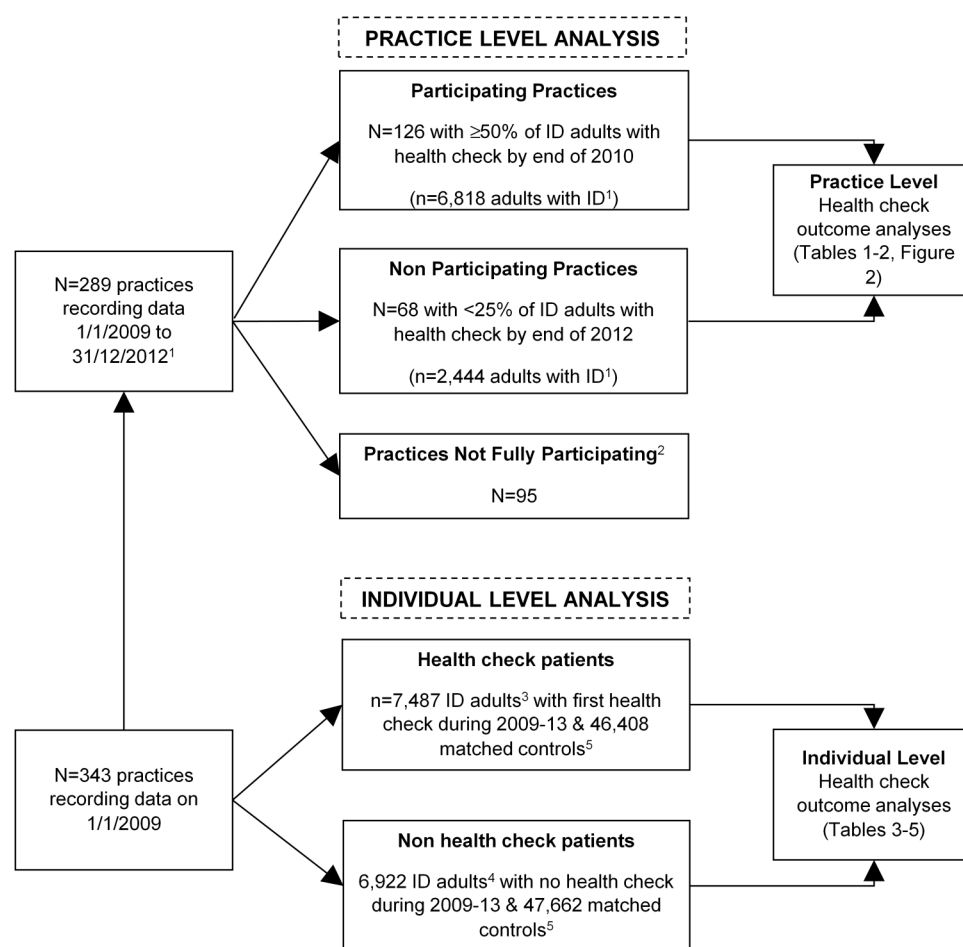 PRACTICE LEVEL ANALYSIS
Participating Practices
N=126 with ≥50% of ID adults with
health check by end of 2010
(n=6,818 adults with ID¹)
Practice Level
Health check
outcome analyses
(Tables 1-2, Figure
2)
N=289 practices
recording data
1/1/2009 to
31/12/2012¹
Non Participating Practices
N=68 with <25% of ID adults with
health check by end of 2012
(n=2,444 adults with ID¹)
Practices Not Fully Participating²
N=95
INDIVIDUAL LEVEL ANALYSIS
Health check patients
n=7,487 ID adults³ with first health
check during 2009-13 & 46,408
matched controls⁵
N=343 practices
recording data on
1/1/2009
Individual Level
Health check
outcome analyses
(Tables 3-5)
Non health check patients
6,922 ID adults⁴ with no health check
during 2009-13 & 47,662 matched
controls⁵